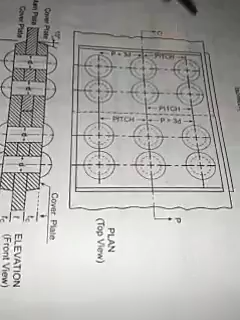 P = 3d
PITCH
PITCH
PITCH
P = 3d
P
PLAN
(Top View)
Cover Plate
Main Plate
Cover Plate
d
d
d
d
Cover Plate
ELEVATION
(Front View)